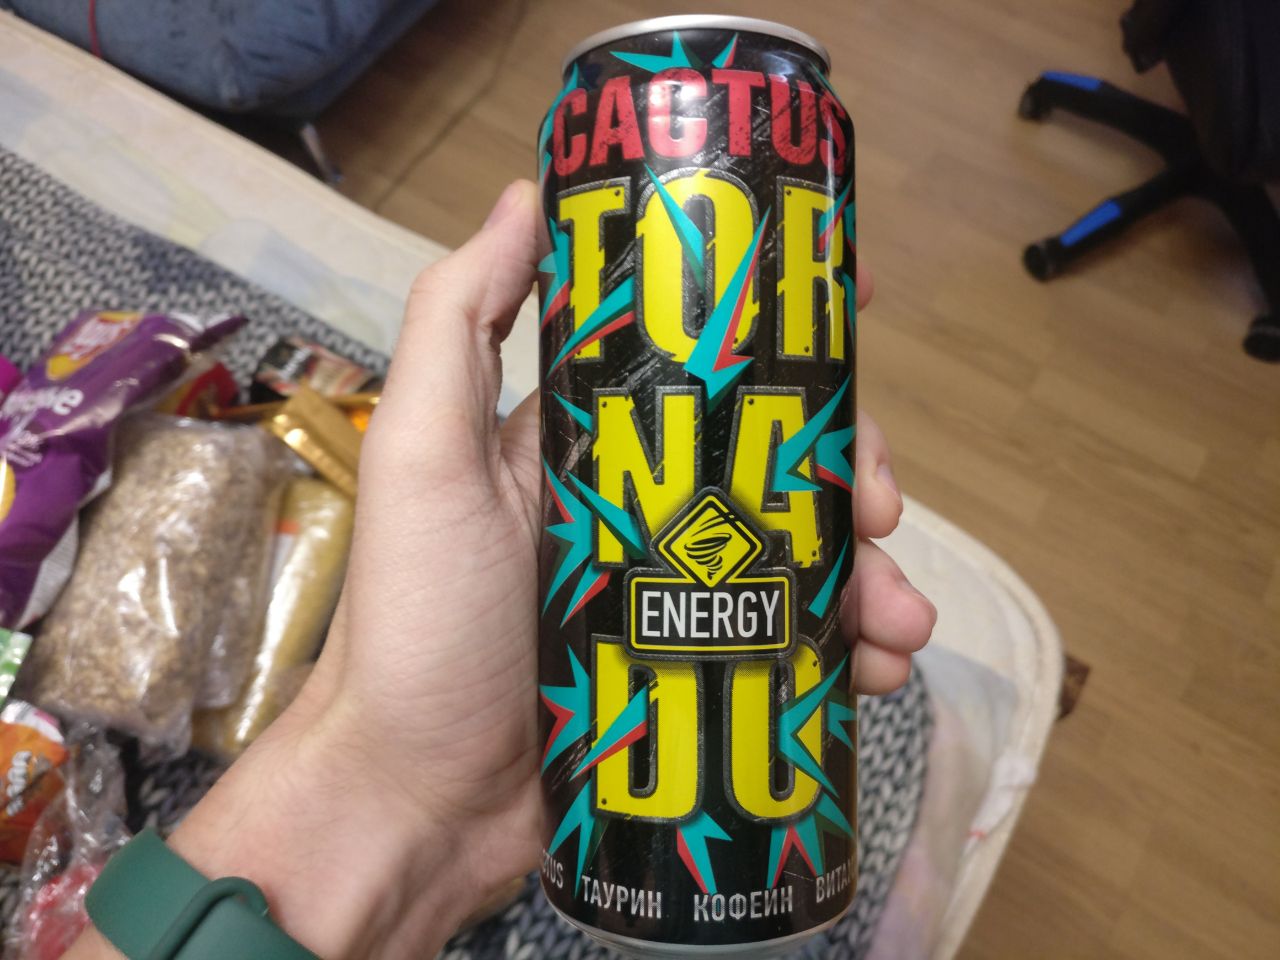 CACTUS
TOR
NA
ENERGY
DO
ТАУРИН КОФЕИН